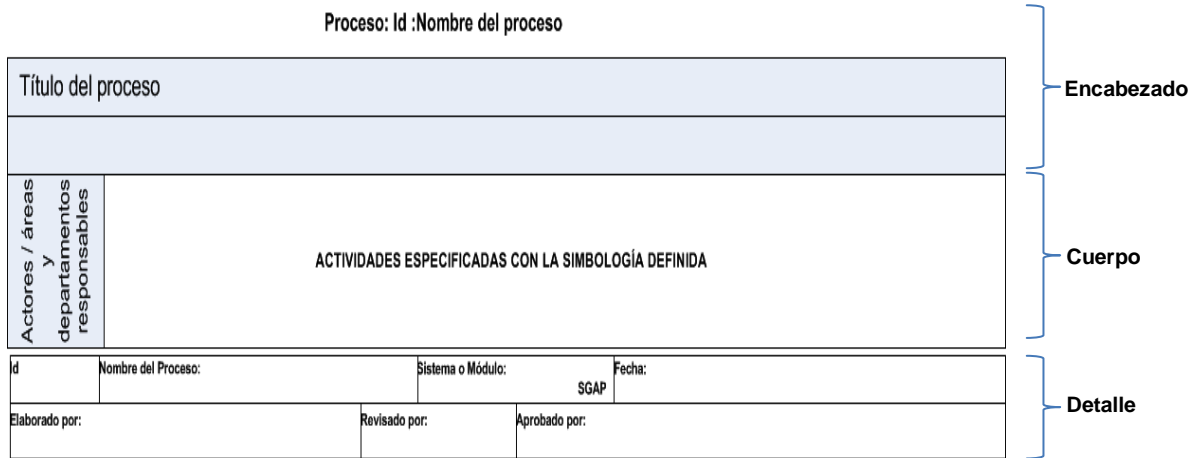 Proceso: Id :Nombre del proceso
Título del proceso
Encabezado
Actores / áreas
y
departamentos
responsables
ACTIVIDADES ESPECIFICADAS CON LA SIMBOLOGÍA DEFINIDA
Cuerpo
Id
Nombre del Proceso:
Sistema o Módulo:
SGAP
Fecha:
Elaborado por:
Revisado por:
Aprobado por:
Detalle